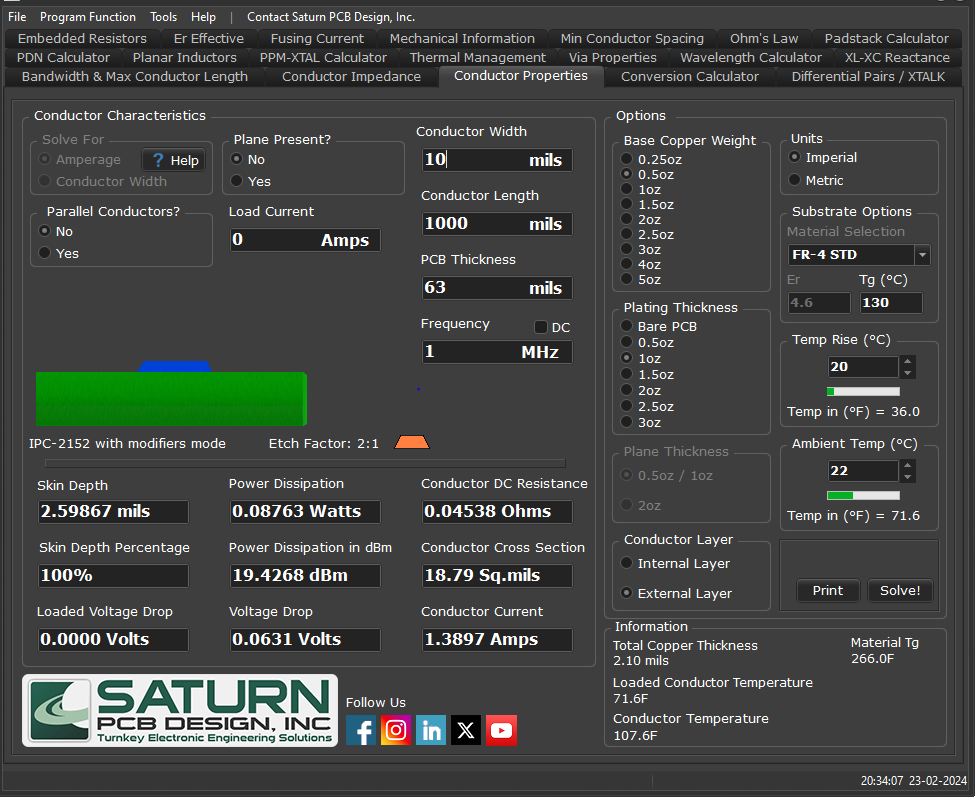 File Program Function Tools Help | Contact Saturn PCB Design, Inc.
Embedded Resistors Er Effective Fusing Current Mechanical Information Min Conductor Spacing Ohm's Law Padstack Calculator
PDN Calculator Planar Inductors PPM-XTAL Calculator Thermal Management Via Properties Wavelength Calculator XL-XC Reactance
Bandwidth & Max Conductor Length Conductor Impedance Conductor Properties Conversion Calculator Differential Pairs / XTALK
Conductor Characteristics
Solve For
Amperage
? Help
Conductor Width
Plane Present?
No
Yes
Parallel Conductors?
No
Yes
Load Current
0 Amps
Conductor Width
10 mils
Conductor Length
1000 mils
PCB Thickness
63 mils
Frequency
DC
1 MHz
IPC-2152 with modifiers mode
Etch Factor: 2:1
Skin Depth
2.59867 mils
Power Dissipation
0.08763 Watts
Conductor DC Resistance
0.04538 Ohms
Skin Depth Percentage
100%
Power Dissipation in dBm
19.4268 dBm
Conductor Cross Section
18.79 Sq.mils
Loaded Voltage Drop
0.0000 Volts
Voltage Drop
0.0631 Volts
Conductor Current
1.3897 Amps
SATURN
PCB DESIGN, INC
Turnkey Electronic Engineering Solutions
Follow Us
f
in
X
Options
Base Copper Weight
0.25oz
0.5oz
1oz
1.5oz
2oz
2.5oz
3oz
4oz
5oz
Plating Thickness
Bare PCB
0.5oz
1oz
1.5oz
2oz
2.5oz
3oz
Plane Thickness
0.5oz / 1oz
2oz
Conductor Layer
Internal Layer
External Layer
Units
Imperial
Metric
Substrate Options
Material Selection
FR-4 STD
Er Tg (°C)
4.6 130
Temp Rise (°C)
20
Temp in (°F) = 36.0
Ambient Temp (°C)
22
Temp in (°F) = 71.6
Print Solve!
Information
Total Copper Thickness
2.10 mils
Material Tg
266.0F
Loaded Conductor Temperature
71.6F
Conductor Temperature
107.6F
20:34:07 23-02-2024